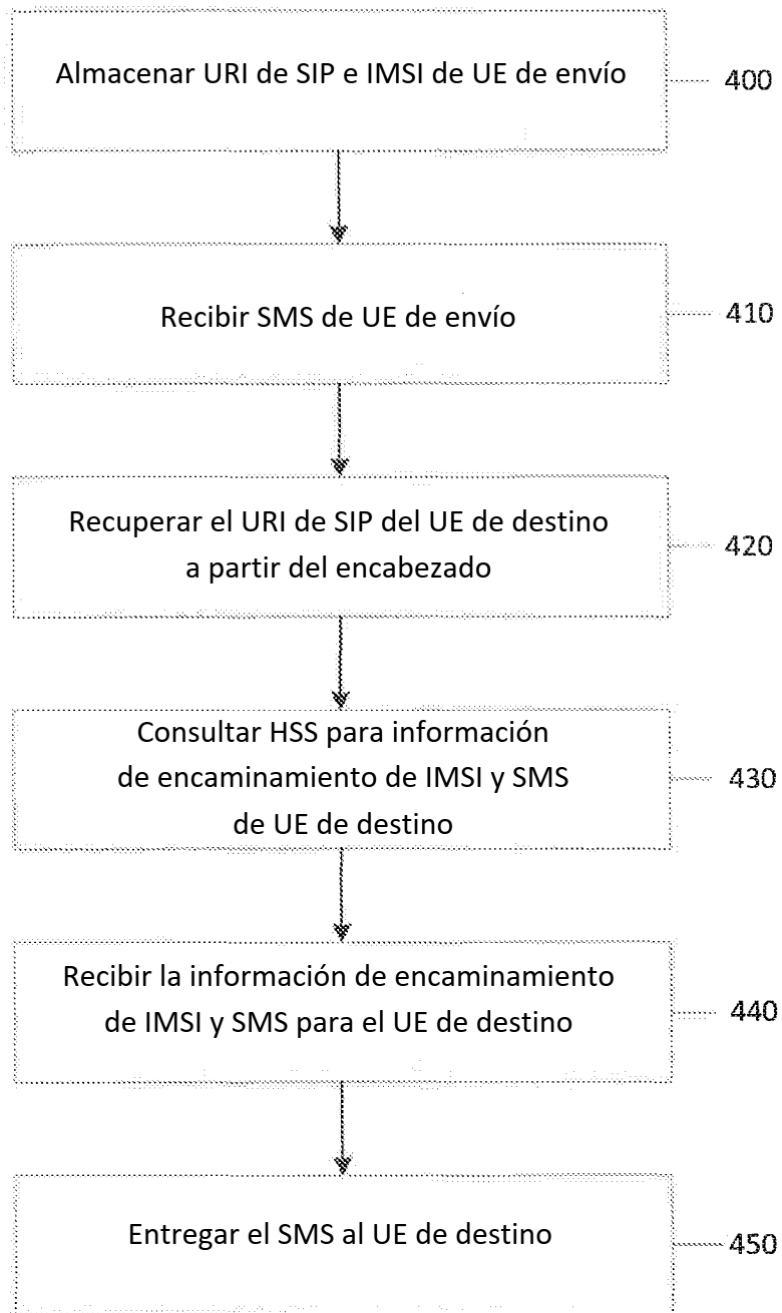 Almacenar URI de SIP e IMSI de UE de envío
400
Recibir SMS de UE de envío
410
Recuperar el URI de SIP del UE de destino
a partir del encabezado
420
Consultar HSS para información
de encaminamiento de IMSI y SMS
de UE de destino
430
Recibir la información de encaminamiento
de IMSI y SMS para el UE de destino
440
Entregar el SMS al UE de destino
450